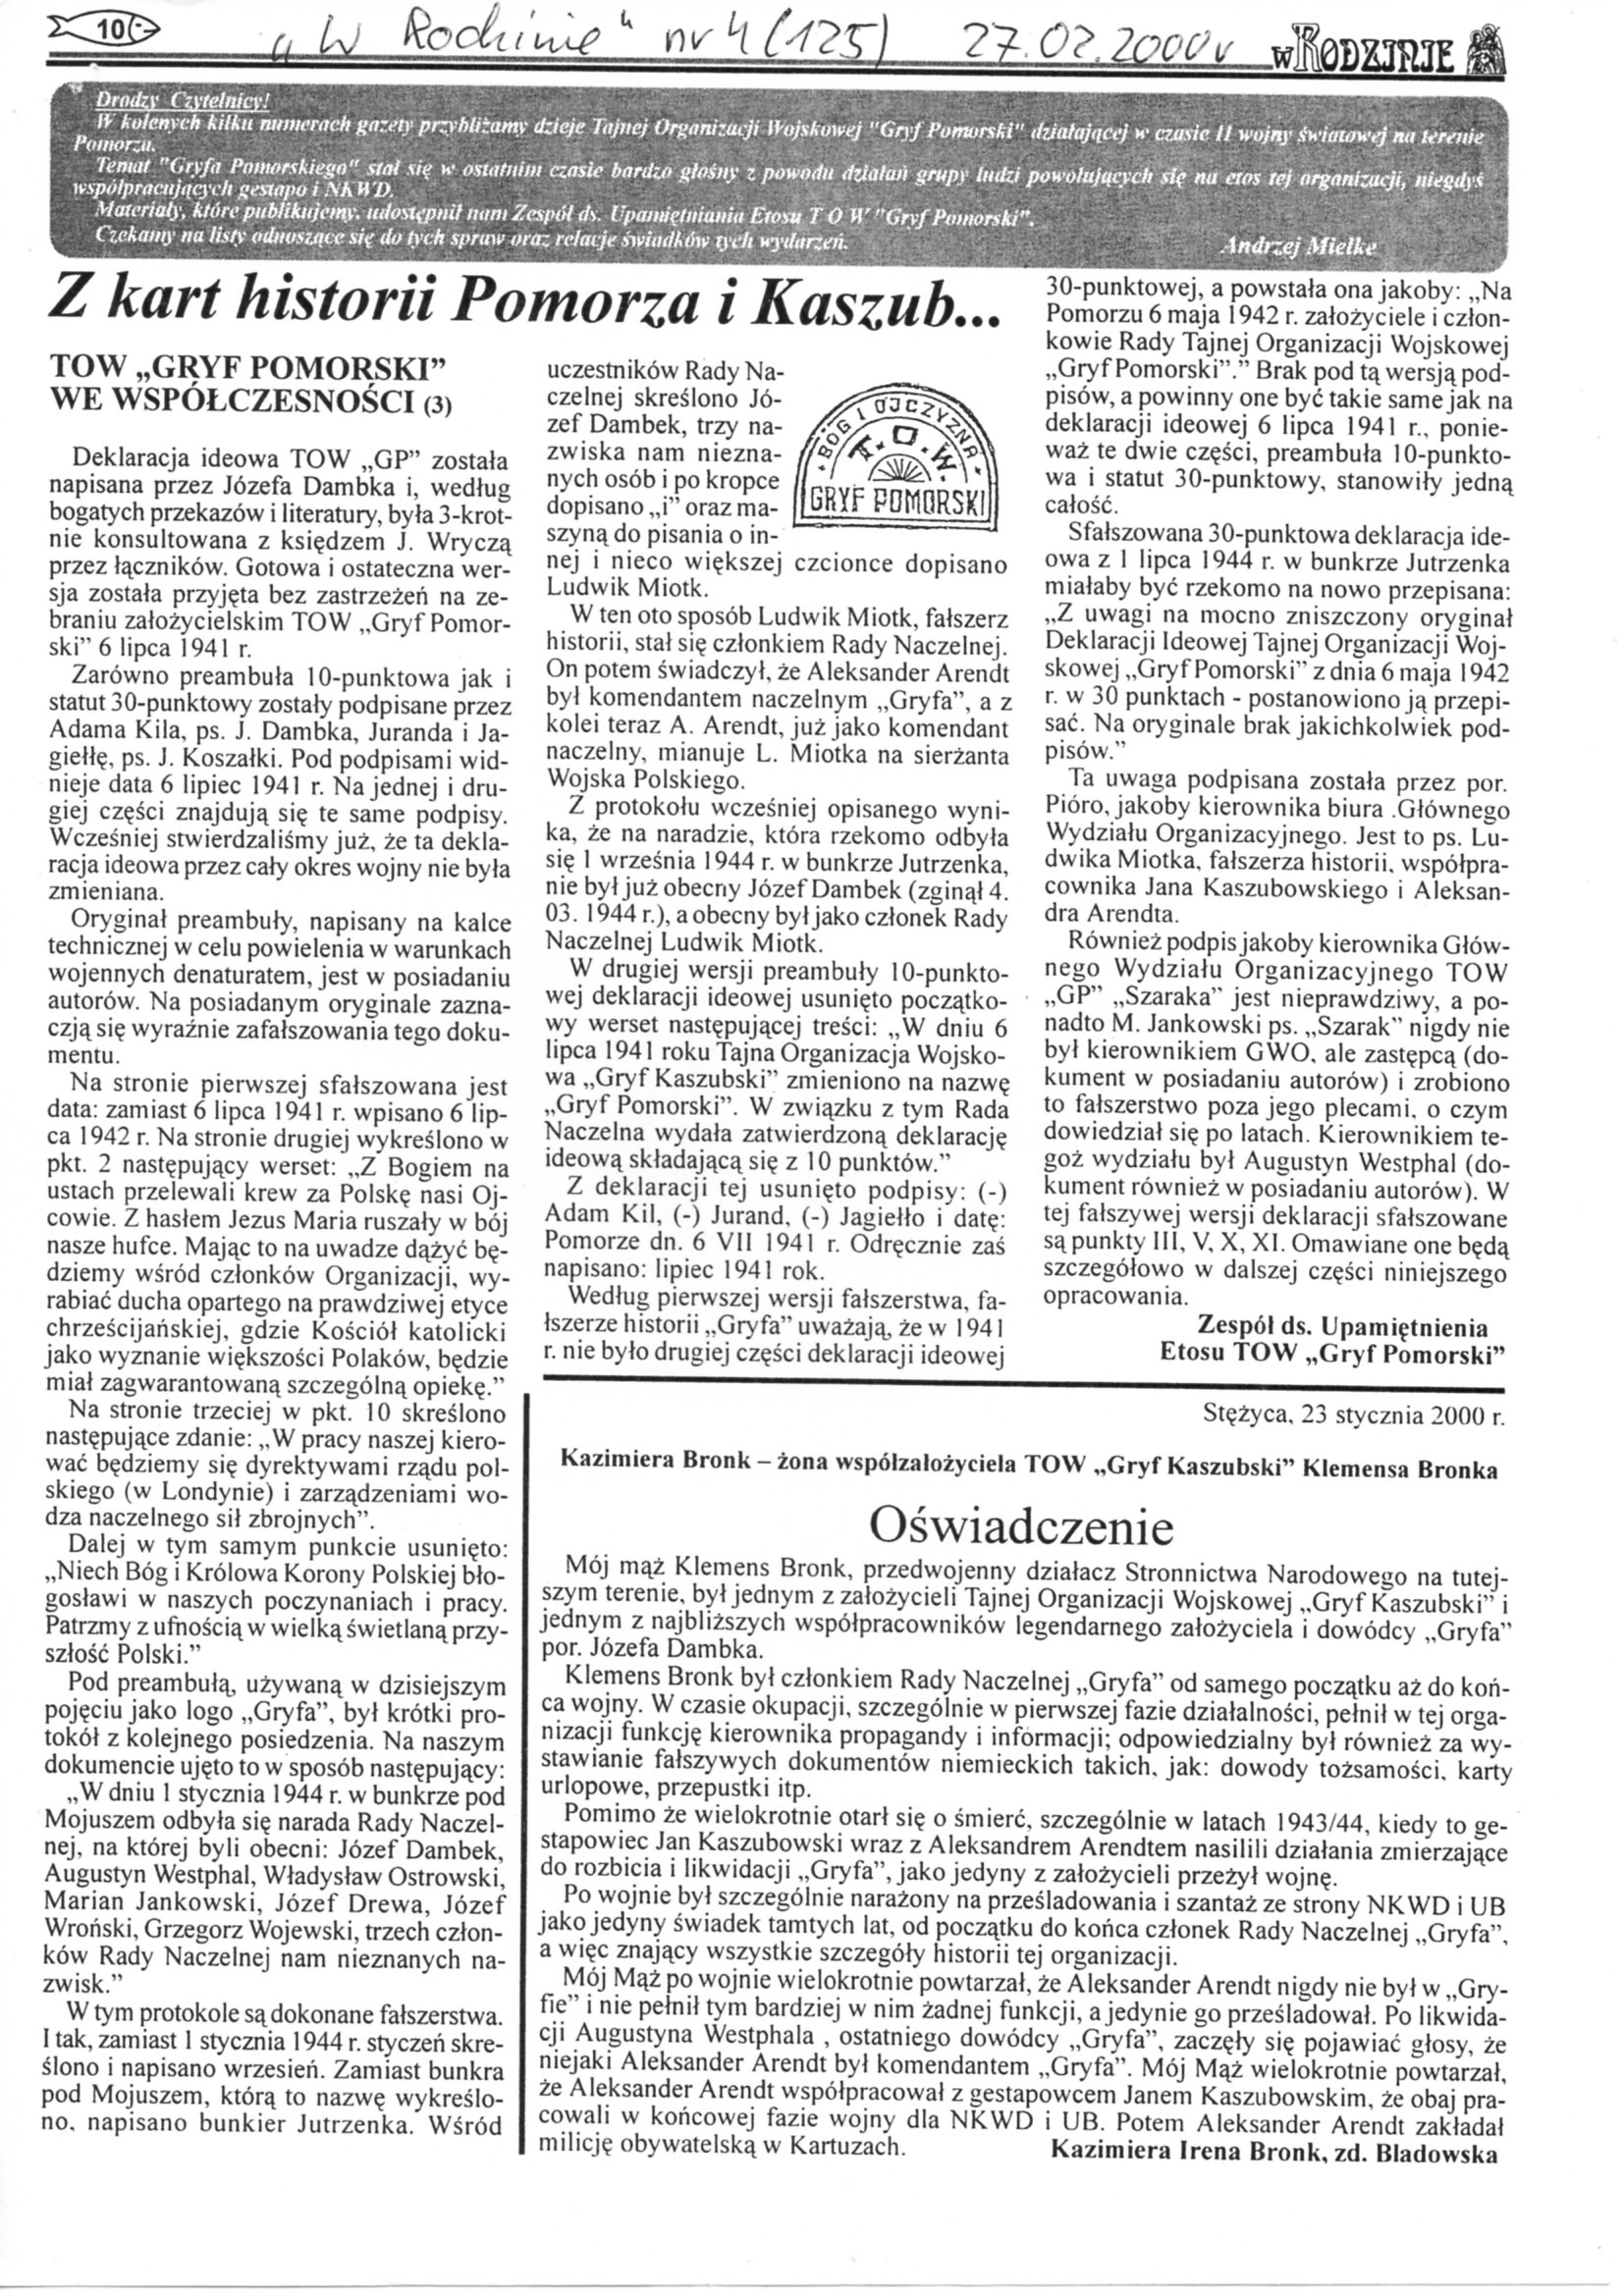 10
„W Rodzinie" nr 4 (125) 27.02.2000r
wRODZINIE
Drodzy Czytelnicy!
W kolenych kilku numerach gazety przybliżamy dzieje Tajnej Organizacji Wojskowej "Gryf Pomorski" działającej w czasie II wojny światowej na terenie
Pomorza.
Temat "Gryfa Pomorskiego" stał się w ostatnim czasie bardzo głośny z powodu działań grupy ludzi powołujących się na etos tej organizacji, niegdyś
współpracujących gestapo i NKWD.
Materiały, które publikujemy, udostępnił nam Zespół ds. Upamiętniania Etosu T O W "Gryf Pomorski".
Czekamy na listy odnoszące się do tych spraw oraz relacje świadków tych wydarzeń.
Andrzej Mielke
Z kart historii Pomorza i Kaszub...
TOW „GRYF POMORSKI”
WE WSPÓŁCZESNOŚCI (3)
Deklaracja ideowa TOW „GP” została
napisana przez Józefa Dambka i, według
bogatych przekazów i literatury, była 3-krot-
nie konsultowana z księdzem J. Wryczą
przez łączników. Gotowa i ostateczna wer-
sja została przyjęta bez zastrzeżeń na ze-
braniu założycielskim TOW „Gryf Pomor-
ski” 6 lipca 1941 r.
Zarówno preambuła 10-punktowa jak i
statut 30-punktowy zostały podpisane przez
Adama Kila, ps. J. Dambka, Juranda i Ja-
giełłę, ps. J. Koszałki. Pod podpisami wid-
nieje data 6 lipiec 1941 r. Na jednej i dru-
giej części znajdują się te same podpisy.
Wcześniej stwierdzaliśmy już, że ta dekla-
racja ideowa przez cały okres wojny nie była
zmieniana.
Oryginał preambuły, napisany na kalce
technicznej w celu powielenia w warunkach
wojennych denaturatem, jest w posiadaniu
autorów. Na posiadanym oryginale zazna-
czją się wyraźnie zafałszowania tego doku-
mentu.
Na stronie pierwszej sfałszowana jest
data: zamiast 6 lipca 1941 r. wpisano 6 lip-
ca 1942 r. Na stronie drugiej wykreślono w
pkt. 2 następujący werset: „Z Bogiem na
ustach przelewali krew za Polskę nasi Oj-
cowie. Z hasłem Jezus Maria ruszały w bój
nasze hufce. Mając to na uwadze dążyć bę-
dziemy wśród członków Organizacji, wy-
rabiać ducha opartego na prawdziwej etyce
chrześcijańskiej, gdzie Kościół katolicki
jako wyznanie większości Polaków, będzie
miał zagwarantowaną szczególną opiekę.”
Na stronie trzeciej w pkt. 10 skreślono
następujące zdanie: „W pracy naszej kiero-
wać będziemy się dyrektywami rządu pol-
skiego (w Londynie) i zarządzeniami wo-
dza naczelnego sił zbrojnych”.
Dalej w tym samym punkcie usunięto:
„Niech Bóg i Królowa Korony Polskiej bło-
gosławi w naszych poczynaniach i pracy.
Patrzmy z ufnością w wielką świetlaną przy-
szłość Polski.”
Pod preambułą, używaną w dzisiejszym
pojęciu jako logo „Gryfa”, był krótki pro-
tokół z kolejnego posiedzenia. Na naszym
dokumencie ujęto to w sposób następujący:
„W dniu 1 stycznia 1944 r. w bunkrze pod
Mojuszem odbyła się narada Rady Naczel-
nej, na której byli obecni: Józef Dambek,
Augustyn Westphal, Władysław Ostrowski,
Marian Jankowski, Józef Drewa, Józef
Wroński, Grzegorz Wojewski, trzech człon-
ków Rady Naczelnej nam nieznanych na-
zwisk.”
W tym protokole są dokonane fałszerstwa.
I tak, zamiast 1 stycznia 1944 r. styczeń skre-
ślono i napisano wrzesień. Zamiast bunkra
pod Mojuszem, którą to nazwę wykreślo-
no, napisano bunkier Jutrzenka. Wśród
uczestników Rady Na-
czelnej skreślono Jó-
zef Dambek, trzy na-
zwiska nam niezna-
nych osób i po kropce
dopisano „i” oraz ma-
szyną do pisania o in-
nej i nieco większej czcionce dopisano
Ludwik Miotk.
BÓG I OJCZYZNA
T.O.W.
GRYF POMORSKI
W ten oto sposób Ludwik Miotk, fałszerz
historii, stał się członkiem Rady Naczelnej.
On potem świadczył, że Aleksander Arendt
był komendantem naczelnym „Gryfa”, a z
kolei teraz A. Arendt, już jako komendant
naczelny, mianuje L. Miotka na sierżanta
Wojska Polskiego.
Z protokołu wcześniej opisanego wyni-
ka, że na naradzie, która rzekomo odbyła
się 1 września 1944 r. w bunkrze Jutrzenka,
nie był już obecny Józef Dambek (zginął 4.
03. 1944 r.), a obecny był jako członek Rady
Naczelnej Ludwik Miotk.
W drugiej wersji preambuły 10-punkto-
wej deklaracji ideowej usunięto początko-
wy werset następującej treści: „W dniu 6
lipca 1941 roku Tajna Organizacja Wojsko-
wa „Gryf Kaszubski” zmieniono na nazwę
„Gryf Pomorski”. W związku z tym Rada
Naczelna wydała zatwierdzoną deklarację
ideową składającą się z 10 punktów.”
Z deklaracji tej usunięto podpisy: (-)
Adam Kil, (-) Jurand, (-) Jagiełło i datę:
Pomorze dn. 6 VII 1941 r. Odręcznie zaś
napisano: lipiec 1941 rok.
Według pierwszej wersji fałszerstwa, fa-
łszerze historii „Gryfa” uważają, że w 1941
r. nie było drugiej części deklaracji ideowej
30-punktowej, a powstała ona jakoby: „Na
Pomorzu 6 maja 1942 r. założyciele i człon-
kowie Rady Tajnej Organizacji Wojskowej
„Gryf Pomorski”.” Brak pod tą wersją pod-
pisów, a powinny one być takie same jak na
deklaracji ideowej 6 lipca 1941 r., ponie-
waż te dwie części, preambuła 10-punkto-
wa i statut 30-punktowy, stanowiły jedną
całość.
Sfałszowana 30-punktowa deklaracja ide-
owa z 1 lipca 1944 r. w bunkrze Jutrzenka
miałaby być rzekomo na nowo przepisana:
„Z uwagi na mocno zniszczony oryginał
Deklaracji Ideowej Tajnej Organizacji Woj-
skowej „Gryf Pomorski” z dnia 6 maja 1942
r. w 30 punktach - postanowiono ją przepi-
sać. Na oryginale brak jakichkolwiek pod-
pisów.”
Ta uwaga podpisana została przez por.
Pióro, jakoby kierownika biura .Głównego
Wydziału Organizacyjnego. Jest to ps. Lu-
dwika Miotka, fałszerza historii, współpra-
cownika Jana Kaszubowskiego i Aleksan-
dra Arendta.
Również podpis jakoby kierownika Głów-
nego Wydziału Organizacyjnego TOW
„GP” „Szaraka” jest nieprawdziwy, a po-
nadto M. Jankowski ps. „Szarak” nigdy nie
był kierownikiem GWO, ale zastępcą (do-
kument w posiadaniu autorów) i zrobiono
to fałszerstwo poza jego plecami, o czym
dowiedział się po latach. Kierownikiem te-
goż wydziału był Augustyn Westphal (do-
kument również w posiadaniu autorów). W
tej fałszywej wersji deklaracji sfałszowane
są punkty III, V, X, XI. Omawiane one będą
szczegółowo w dalszej części niniejszego
opracowania.
Zespół ds. Upamiętnienia
Etosu TOW „Gryf Pomorski”
Stężyca, 23 stycznia 2000 r.
Kazimiera Bronk – żona współzałożyciela TOW „Gryf Kaszubski” Klemensa Bronka
Oświadczenie
Mój mąż Klemens Bronk, przedwojenny działacz Stronnictwa Narodowego na tutej-
szym terenie, był jednym z założycieli Tajnej Organizacji Wojskowej „Gryf Kaszubski” i
jednym z najbliższych współpracowników legendarnego założyciela i dowódcy „Gryfa”
por. Józefa Dambka.
Klemens Bronk był członkiem Rady Naczelnej „Gryfa” od samego początku aż do koń-
ca wojny. W czasie okupacji, szczególnie w pierwszej fazie działalności, pełnił w tej orga-
nizacji funkcję kierownika propagandy i informacji; odpowiedzialny był również za wy-
stawianie fałszywych dokumentów niemieckich takich, jak: dowody tożsamości, karty
urlopowe, przepustki itp.
Pomimo że wielokrotnie otarł się o śmierć, szczególnie w latach 1943/44, kiedy to ge-
stapowiec Jan Kaszubowski wraz z Aleksandrem Arendtem nasilili działania zmierzające
do rozbicia i likwidacji „Gryfa”, jako jedyny z założycieli przeżył wojnę.
Po wojnie był szczególnie narażony na prześladowania i szantaż ze strony NKWD i UB
jako jedyny świadek tamtych lat, od początku do końca członek Rady Naczelnej „Gryfa”,
a więc znający wszystkie szczegóły historii tej organizacji.
Mój Mąż po wojnie wielokrotnie powtarzał, że Aleksander Arendt nigdy nie był w „Gry-
fie” i nie pełnił tym bardziej w nim żadnej funkcji, a jedynie go prześladował. Po likwida-
cji Augustyna Westphala , ostatniego dowódcy „Gryfa”, zaczęły się pojawiać głosy, że
niejaki Aleksander Arendt był komendantem „Gryfa”. Mój Mąż wielokrotnie powtarzał,
że Aleksander Arendt współpracował z gestapowcem Janem Kaszubowskim, że obaj pra-
cowali w końcowej fazie wojny dla NKWD i UB. Potem Aleksander Arendt zakładał
milicję obywatelską w Kartuzach.
Kazimiera Irena Bronk, zd. Bladowska